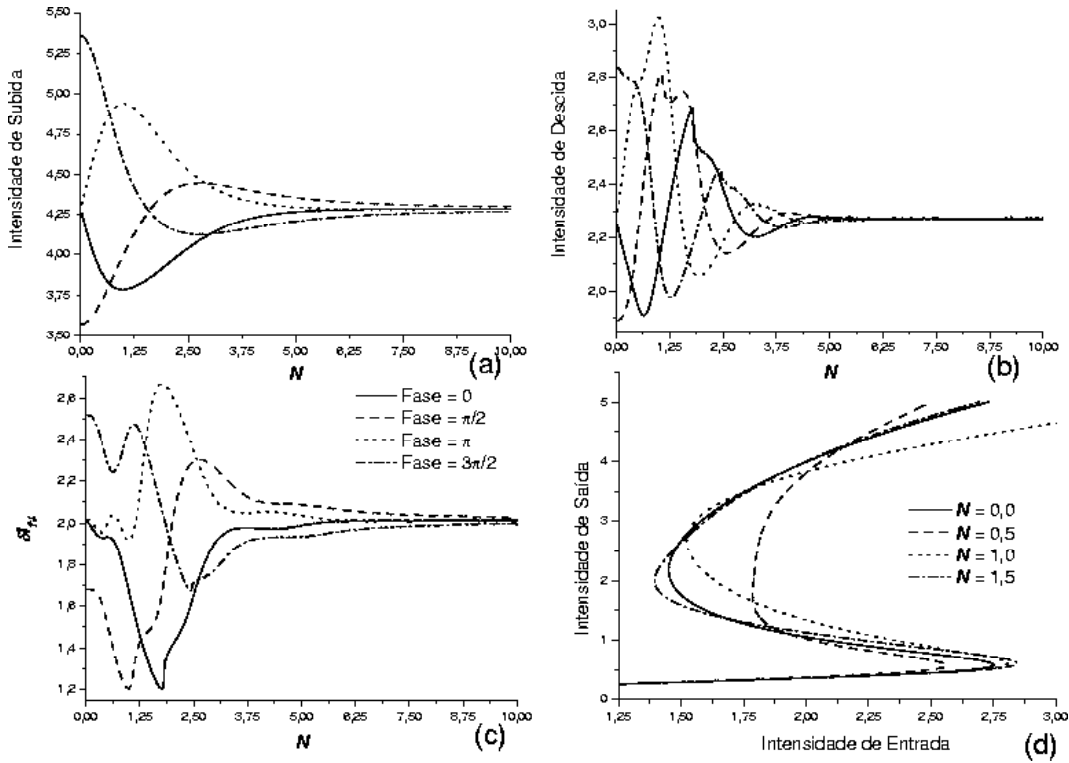 5,50
5,25
5,00
4,75
4,50
4,25
4,00
3,75
3,50
Intensidade de Subida
0,00 1,25 2,50 3,75 5,00 6,25 7,50 8,75 10,00
N
(a)
3,0
2,8
2,6
2,4
2,2
2,0
Intensidade de Descida
0,00 1,25 2,50 3,75 5,00 6,25 7,50 8,75 10,00
N
(b)
2,8
2,4
2,2
2,0
1,8
1,6
1,4
1,2
Fase = 0
Fase = π/2
Fase = π
Fase = 3π/2
0,00 1,25 2,50 3,75 5,00 6,25 7,50 8,75 10,00
N
(c)
5
4
3
2
1
0
Intensidade de Saída
N = 0,0
N = 0,5
N = 1,0
N = 1,5
1,25 1,50 1,75 2,00 2,25 2,50 2,75 3,00
Intensidade de Entrada
(d)